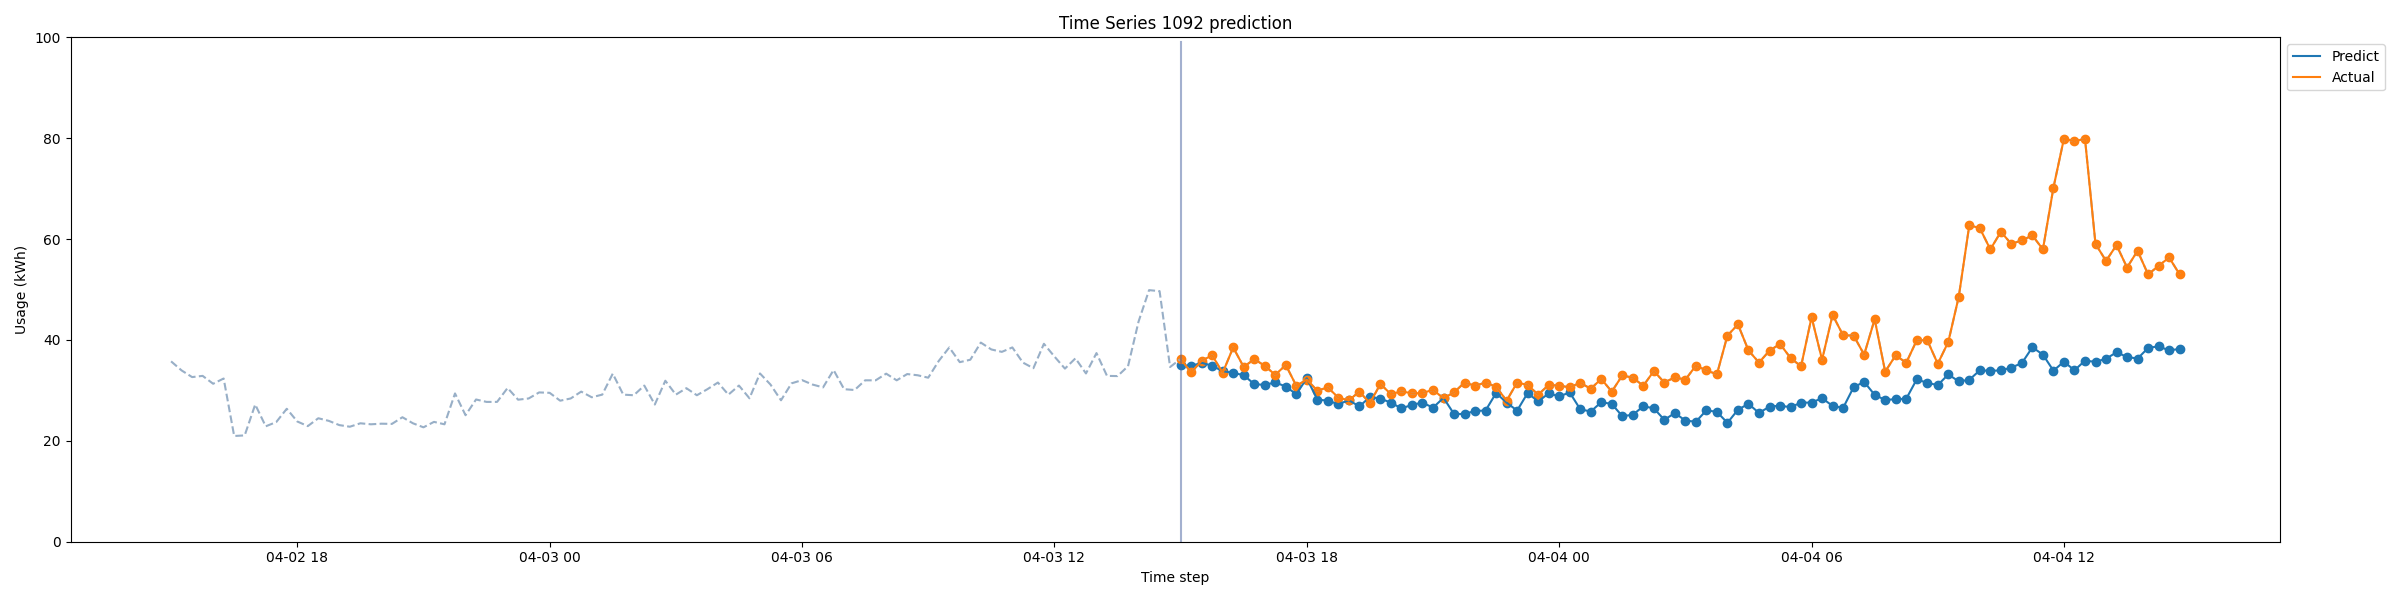 Time Series 1092 prediction
100
80
60
40
20
0
Usage (kWh)
Predict
Actual
04-02 18
04-03 00
04-03 06
04-03 12
04-03 18
04-04 00
04-04 06
04-04 12
Time step